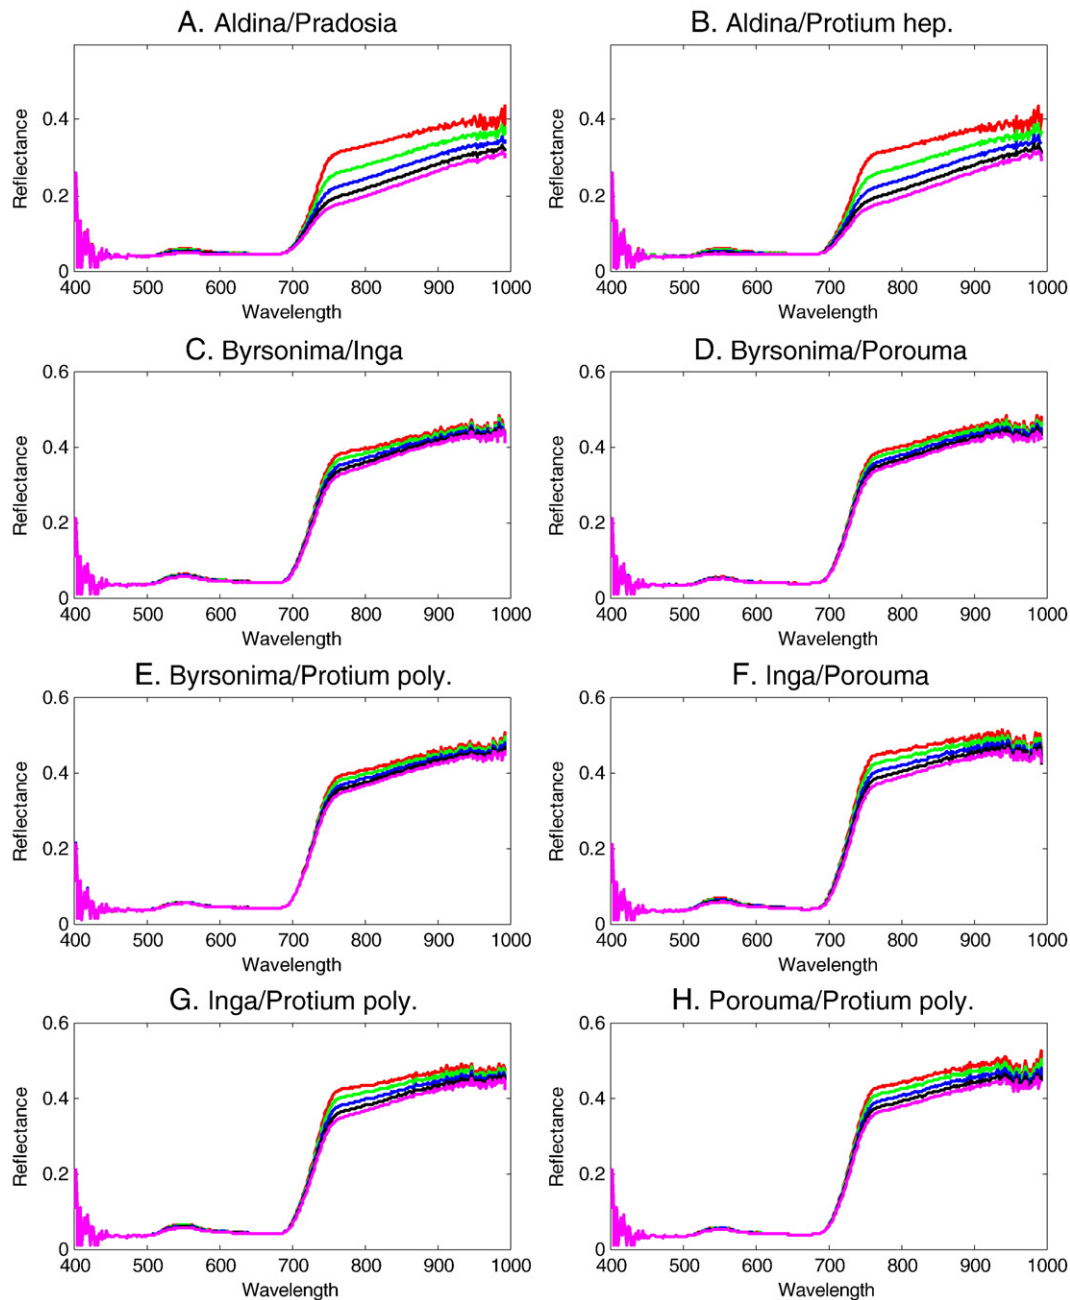 A. Aldina/Pradosia
Reflectance
0.4
0.2
0
400 500 600 700 800 900 1000
Wavelength
B. Aldina/Protium hep.
Reflectance
0.4
0.2
0
400 500 600 700 800 900 1000
Wavelength
C. Byrsonima/Inga
Reflectance
0.6
0.4
0.2
0
400 500 600 700 800 900 1000
Wavelength
D. Byrsonima/Porouma
Reflectance
0.6
0.4
0.2
0
400 500 600 700 800 900 1000
Wavelength
E. Byrsonima/Protium poly.
Reflectance
0.6
0.4
0.2
0
400 500 600 700 800 900 1000
Wavelength
F. Inga/Porouma
Reflectance
0.6
0.4
0.2
0
400 500 600 700 800 900 1000
Wavelength
G. Inga/Protium poly.
Reflectance
0.6
0.4
0.2
0
400 500 600 700 800 900 1000
Wavelength
H. Porouma/Protium poly.
Reflectance
0.6
0.4
0.2
0
400 500 600 700 800 900 1000
Wavelength